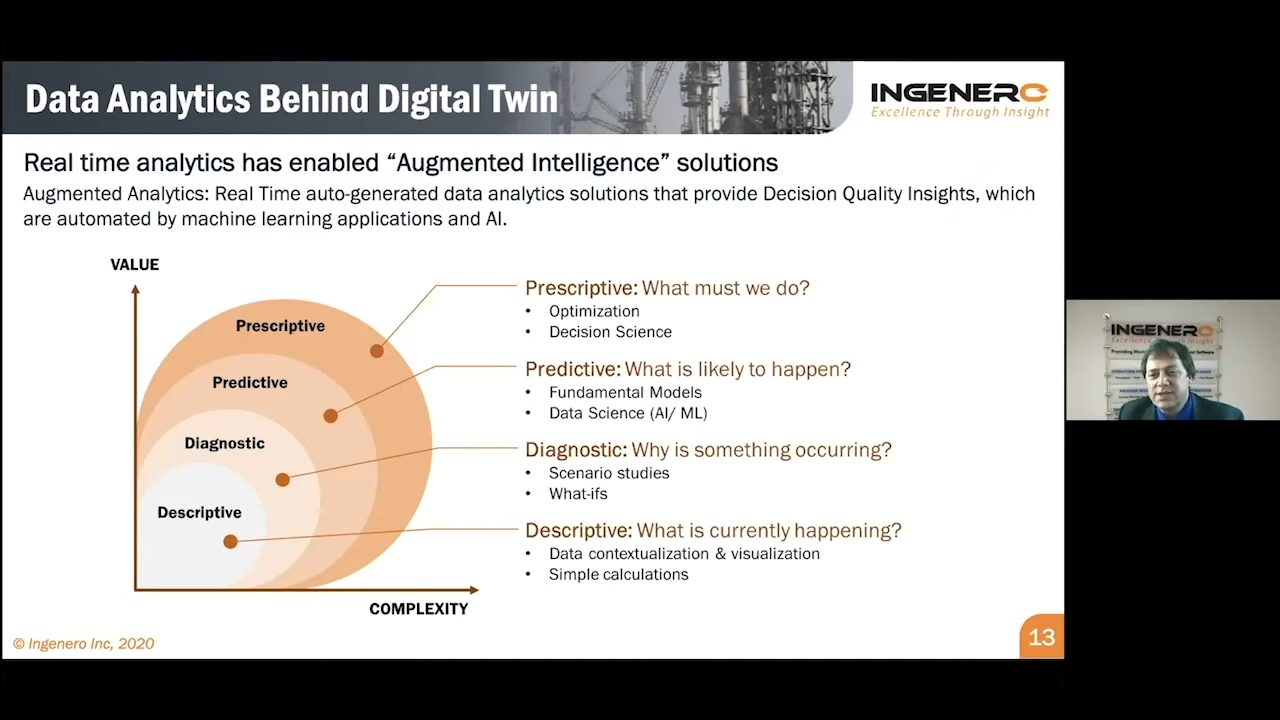 Data Analytics Behind Digital Twin
INGENERO
Excellence Through Insight
Real time analytics has enabled “Augmented Intelligence” solutions
Augmented Analytics: Real Time auto-generated data analytics solutions that provide Decision Quality Insights, which
are automated by machine learning applications and AI.
VALUE
Prescriptive
Predictive
Diagnostic
Descriptive
COMPLEXITY
Prescriptive: What must we do?
• Optimization
• Decision Science
Predictive: What is likely to happen?
• Fundamental Models
• Data Science (AI/ ML)
Diagnostic: Why is something occurring?
• Scenario studies
• What-ifs
Descriptive: What is currently happening?
• Data contextualization & visualization
• Simple calculations
© Ingenero Inc, 2020
13
INGENERO